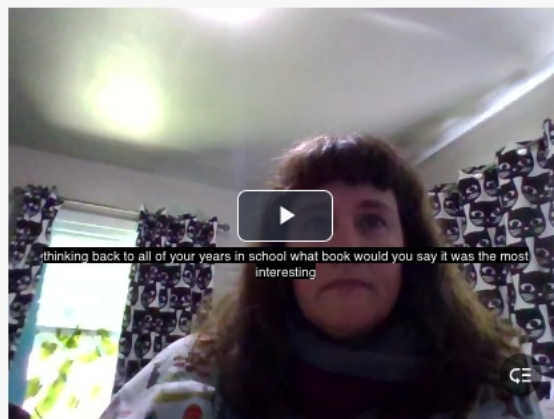 thinking back to all of your years in school what book would you say it was the most
interesting